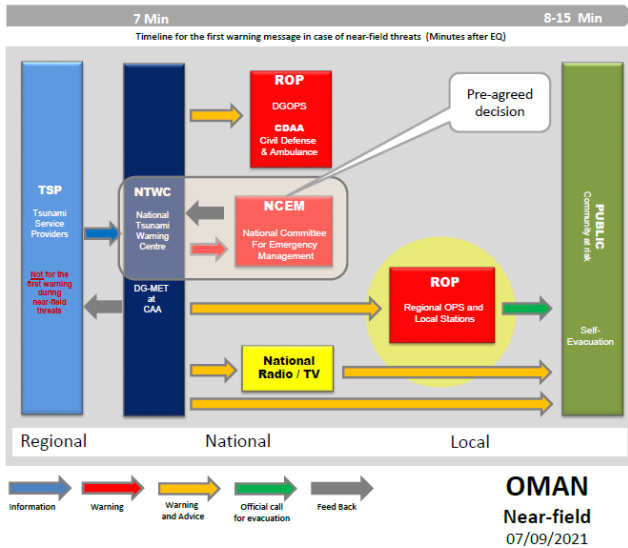 7 Min
8-15 Min
Timeline for the first warning message in case of near-field threats (Minutes after EQ)
ROP
DGOPS
CDAA
Civil Defense
& Ambulance
Pre-agreed
decision
TSP
Tsunami
Service
Providers
Not for the
first warning
during
near-field
threats
NTWC
National
Tsunami
Warning
Centre
DG-MET
at
CAA
NCEM
National Committee
For Emergency
Management
ROP
Regional OPS and
Local Stations
National
Radio / TV
PUBLIC
Community at risk
Self-
Evacuation
Regional
National
Local
Information
Warning
Warning
and Advice
Official call
for evacuation
Feed Back
OMAN
Near-field
07/09/2021